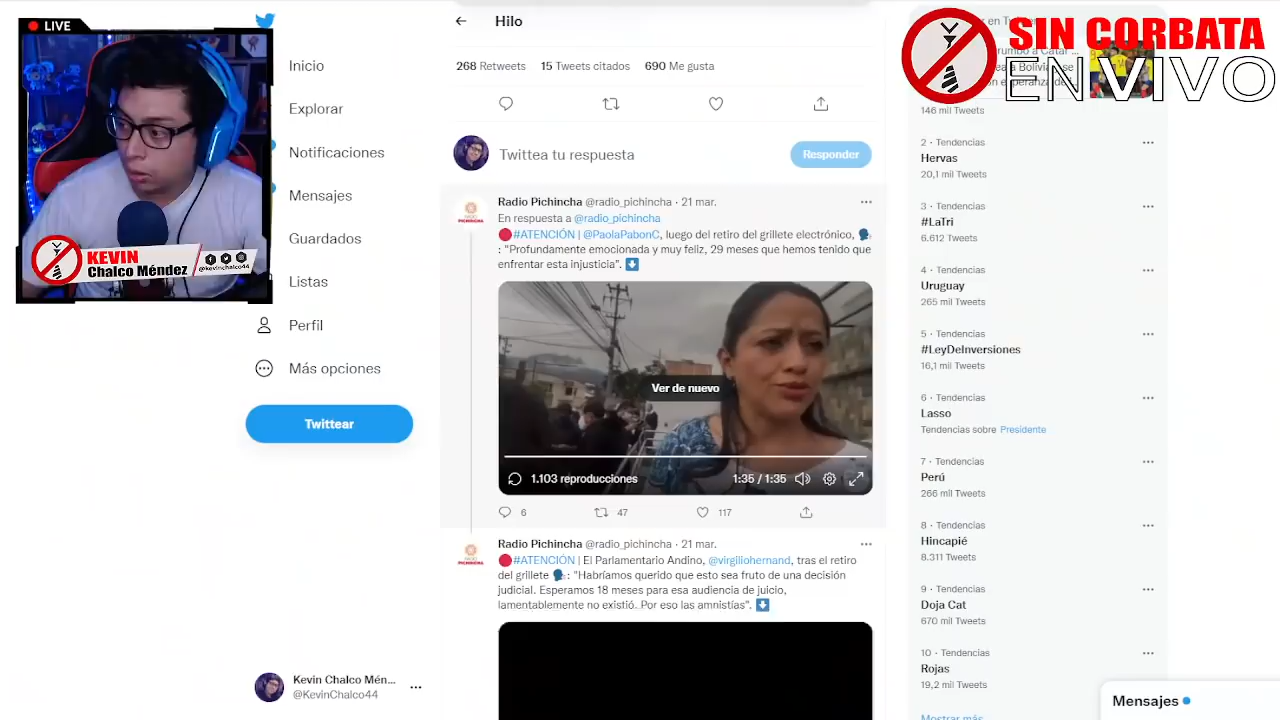 LIVE
KEVIN
Chalco Méndez
@kevinchalco44
SIN CORBATA
EN VIVO
Inicio
Explorar
Notificaciones
Mensajes
Guardados
Listas
Perfil
Más opciones
Twittear
Kevin Chalco Mén...
@KevinChalco44
Hilo
268 Retweets 15 Tweets citados 690 Me gusta
Twittea tu respuesta
Responder
Radio Pichincha @radio_pichincha · 21 mar.
En respuesta a @radio_pichincha
🔴#ATENCIÓN | @PaolaPabonC, luego del retiro del grillete electrónico, 🗣
: "Profundamente emocionada y muy feliz, 29 meses que hemos tenido que
enfrentar esta injusticia". ⬇
Ver de nuevo
1.103 reproducciones
1:35 / 1:35
6 47 117
Radio Pichincha @radio_pichincha · 21 mar.
🔴#ATENCIÓN | El Parlamentario Andino, @virgiliohernand, tras el retiro
del grillete 🗣: "Habríamos querido que esto sea fruto de una decisión
judicial. Esperamos 18 meses para esa audiencia de juicio,
lamentablemente no existió. Por eso las amnistías". ⬇
146 mil Tweets
2 · Tendencias
Hervas
20,1 mil Tweets
3 · Tendencias
#LaTri
6.612 Tweets
4 · Tendencias
Uruguay
265 mil Tweets
5 · Tendencias
#LeyDeInversiones
16,1 mil Tweets
6 · Tendencias
Lasso
Tendencias sobre Presidente
7 · Tendencias
Perú
266 mil Tweets
8 · Tendencias
Hincapié
8.311 Tweets
9 · Tendencias
Doja Cat
670 mil Tweets
10 · Tendencias
Rojas
19,2 mil Tweets
Mostrar más
Mensajes